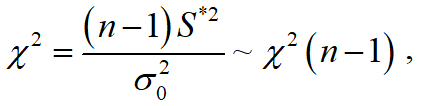 χ² = (n−1)S*² / σ₀² ~ χ²(n−1) ,